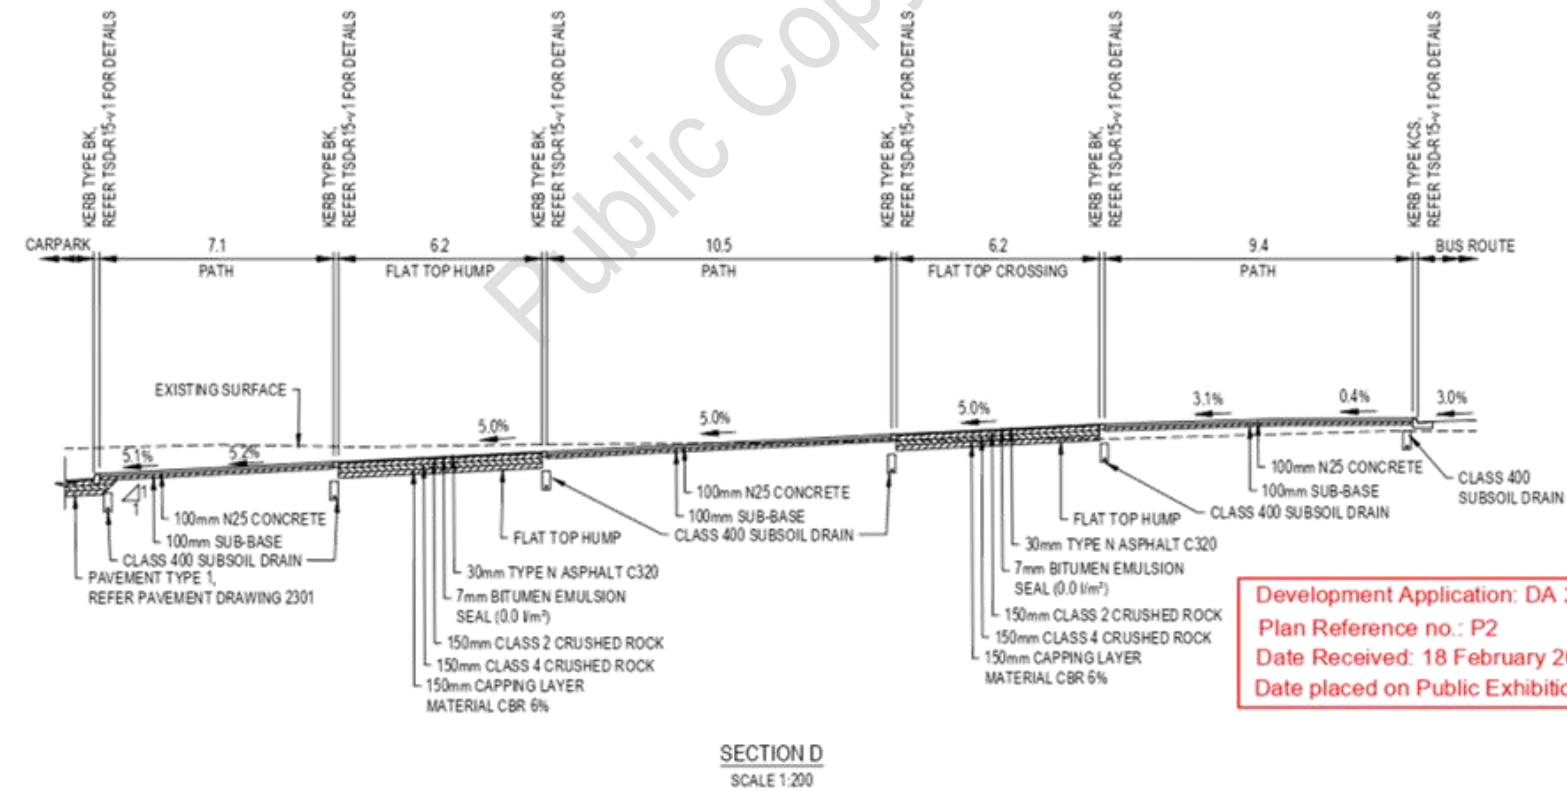 Public Copy
KERB TYPE BK,
REFER TSD-R15-v1 FOR DETAILS
KERB TYPE BK,
REFER TSD-R15-v1 FOR DETAILS
KERB TYPE BK,
REFER TSD-R15-v1 FOR DETAILS
KERB TYPE BK,
REFER TSD-R15-v1 FOR DETAILS
KERB TYPE BK,
REFER TSD-R15-v1 FOR DETAILS
KERB TYPE KCS,
REFER TSD-R15-v1 FOR DETAILS
CARPARK
7.1
PATH
6.2
FLAT TOP HUMP
10.5
PATH
6.2
FLAT TOP CROSSING
9.4
PATH
BUS ROUTE
EXISTING SURFACE
5.1%
5.2%
5.0%
5.0%
5.0%
3.1%
0.4%
3.0%
1
1
100mm N25 CONCRETE
100mm SUB-BASE
CLASS 400 SUBSOIL DRAIN
PAVEMENT TYPE 1,
REFER PAVEMENT DRAWING 2301
FLAT TOP HUMP
30mm TYPE N ASPHALT C320
7mm BITUMEN EMULSION
SEAL (0.0 l/m²)
150mm CLASS 2 CRUSHED ROCK
150mm CLASS 4 CRUSHED ROCK
150mm CAPPING LAYER
MATERIAL CBR 6%
100mm N25 CONCRETE
100mm SUB-BASE
CLASS 400 SUBSOIL DRAIN
FLAT TOP HUMP
30mm TYPE N ASPHALT C320
7mm BITUMEN EMULSION
SEAL (0.0 l/m²)
150mm CLASS 2 CRUSHED ROCK
150mm CLASS 4 CRUSHED ROCK
150mm CAPPING LAYER
MATERIAL CBR 6%
100mm N25 CONCRETE
100mm SUB-BASE
CLASS 400 SUBSOIL DRAIN
CLASS 400
SUBSOIL DRAIN
Development Application: DA
Plan Reference no.: P2
Date Received: 18 February
Date placed on Public
SECTION D
SCALE 1:200